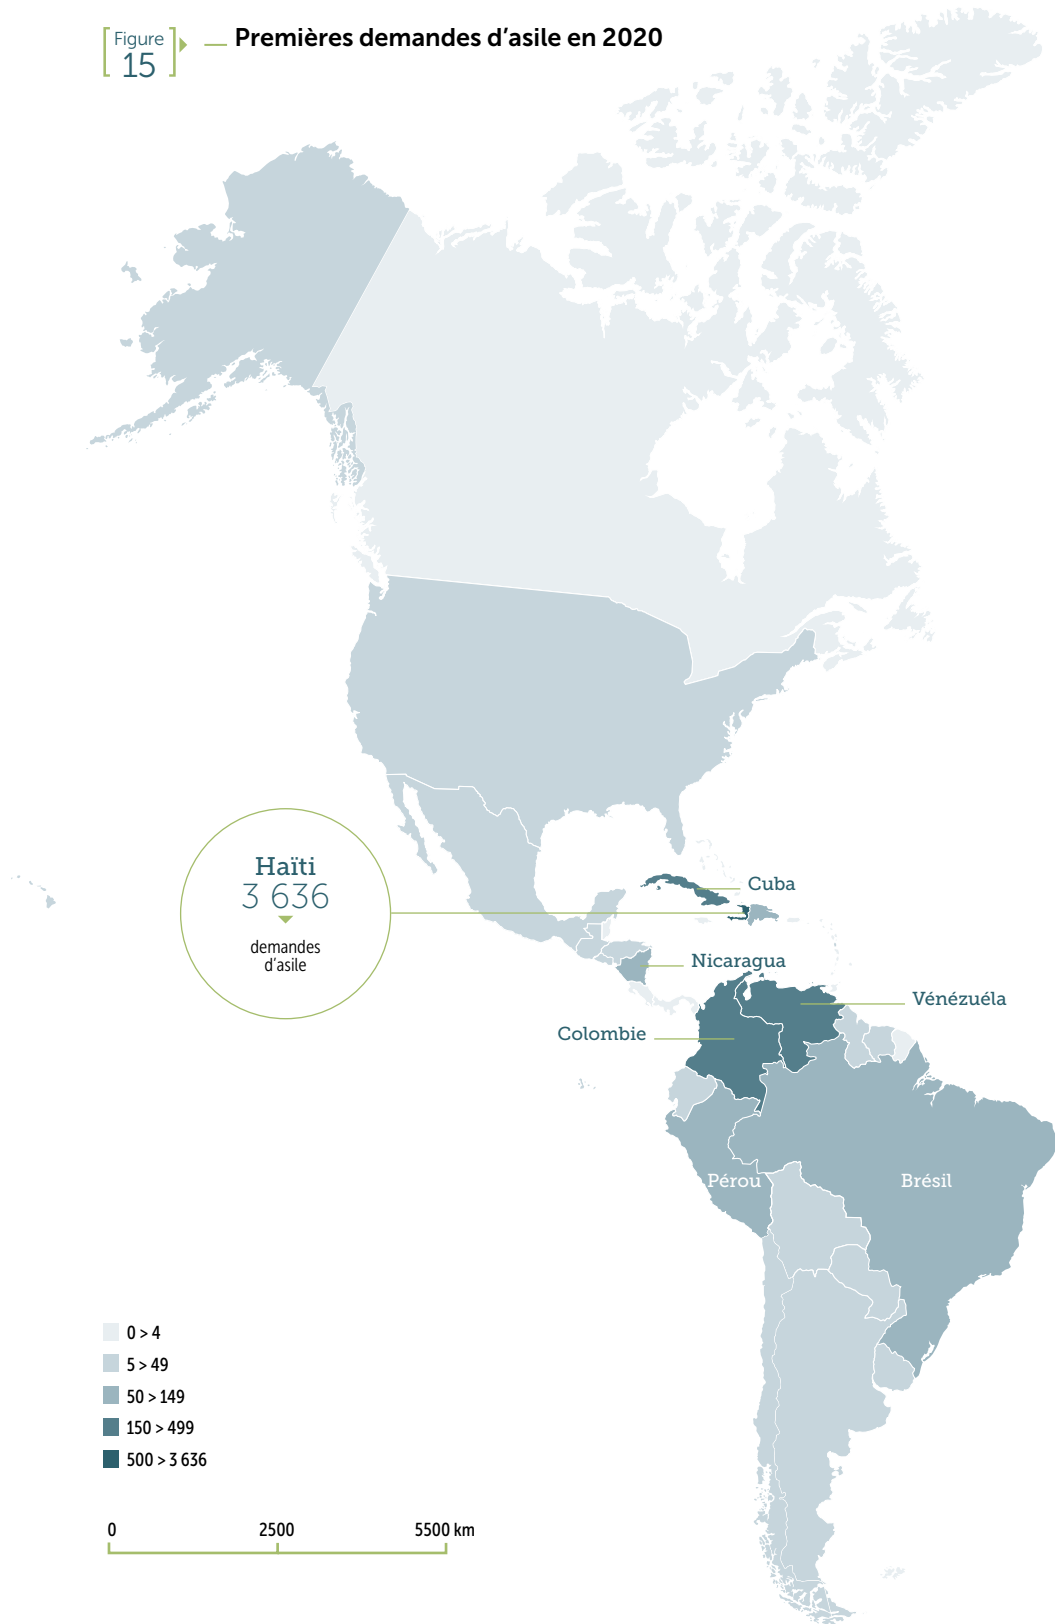 Figure
15
Premières demandes d’asile en 2020
Haïti
3 636
demandes
d’asile
Cuba
Nicaragua
Vénézuéla
Colombie
Pérou
Brésil
0 > 4
5 > 49
50 > 149
150 > 499
500 > 3 636
0 2500 5500 km